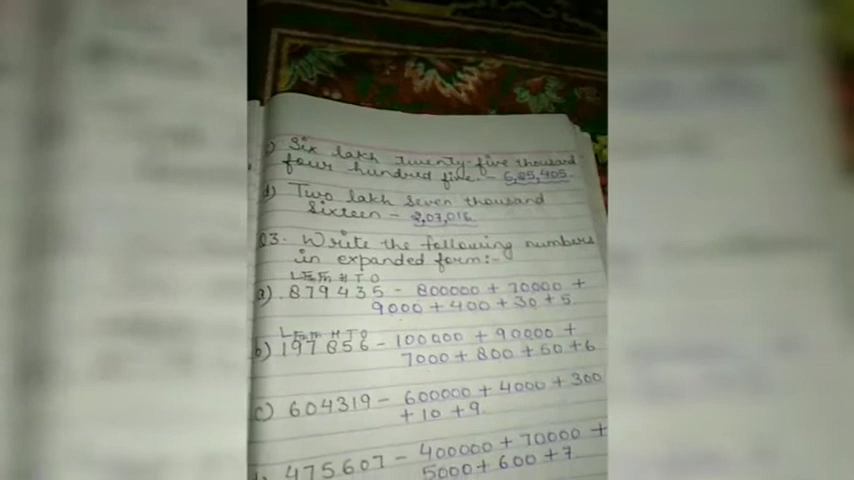 c) Six lakh twenty-five thousand
four hundred five. - 6,25,405
d) Two lakh seven thousand
sixteen - 2,07,016
Q3. Write the following numbers
in expanded form:-
L TTh Th H T O
a) 879435 - 800000 + 70000 +
9000 + 400 + 30 + 5
L TTh Th H T O
b) 197856 - 100000 + 90000 +
7000 + 800 + 50 + 6
c) 604319 - 600000 + 4000 + 300
+ 10 + 9.
475607 - 400000 + 70000 +
5000 + 600 + 7